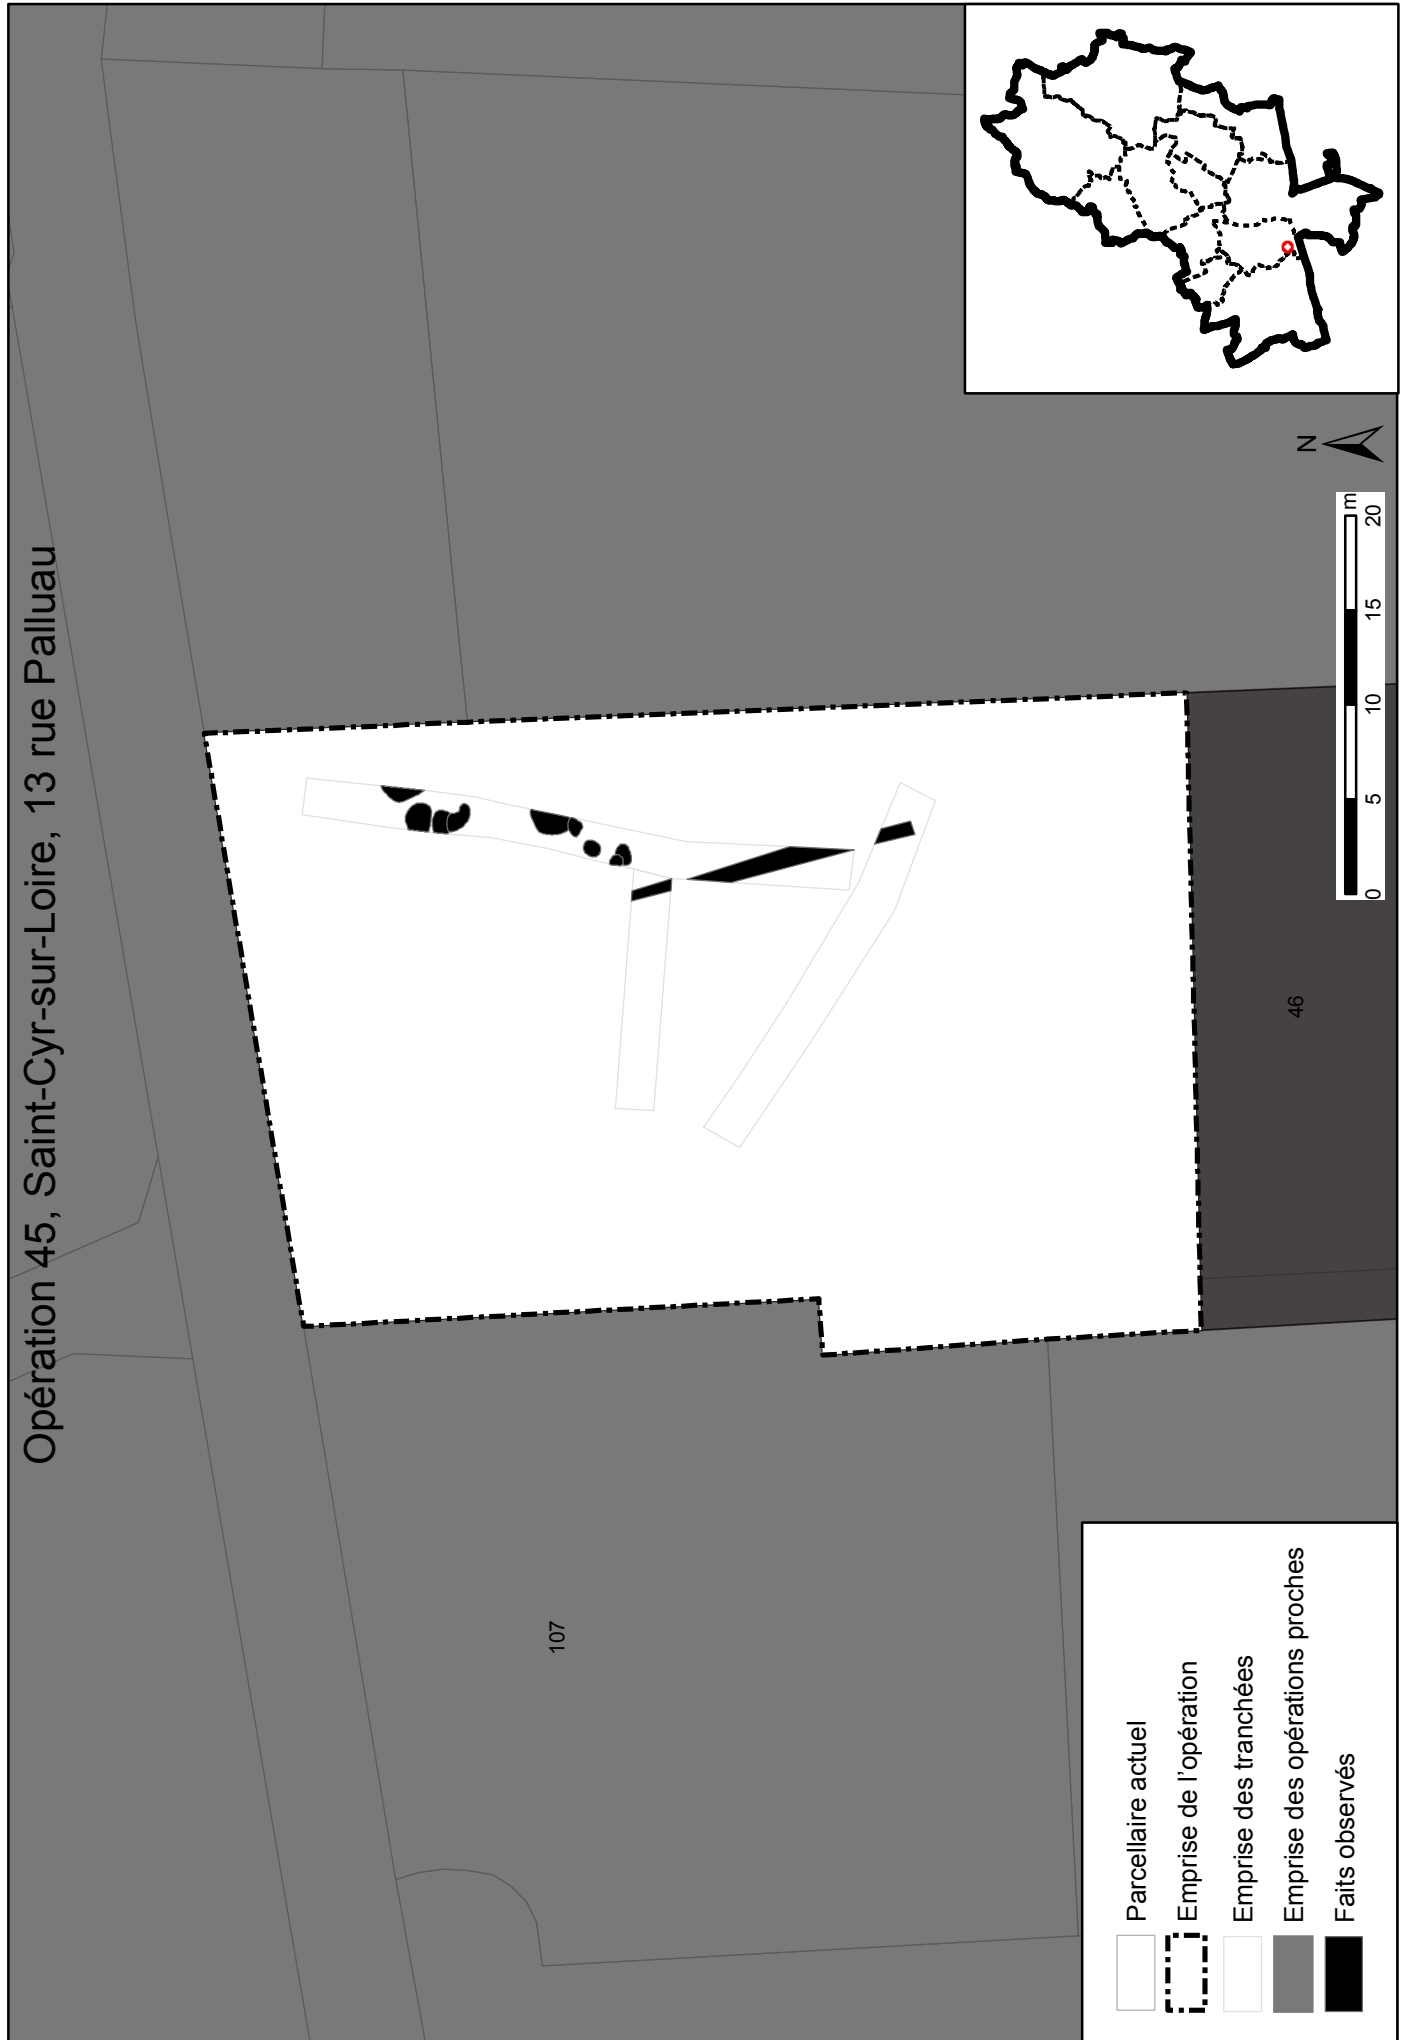 Opération 45, Saint-Cyr-sur-Loire, 13 rue Palluau
107
46
N
0 5 10 15 20 m
Parcellaire actuel
Emprise de l'opération
Emprise des tranchées
Emprise des opérations proches
Faits observés